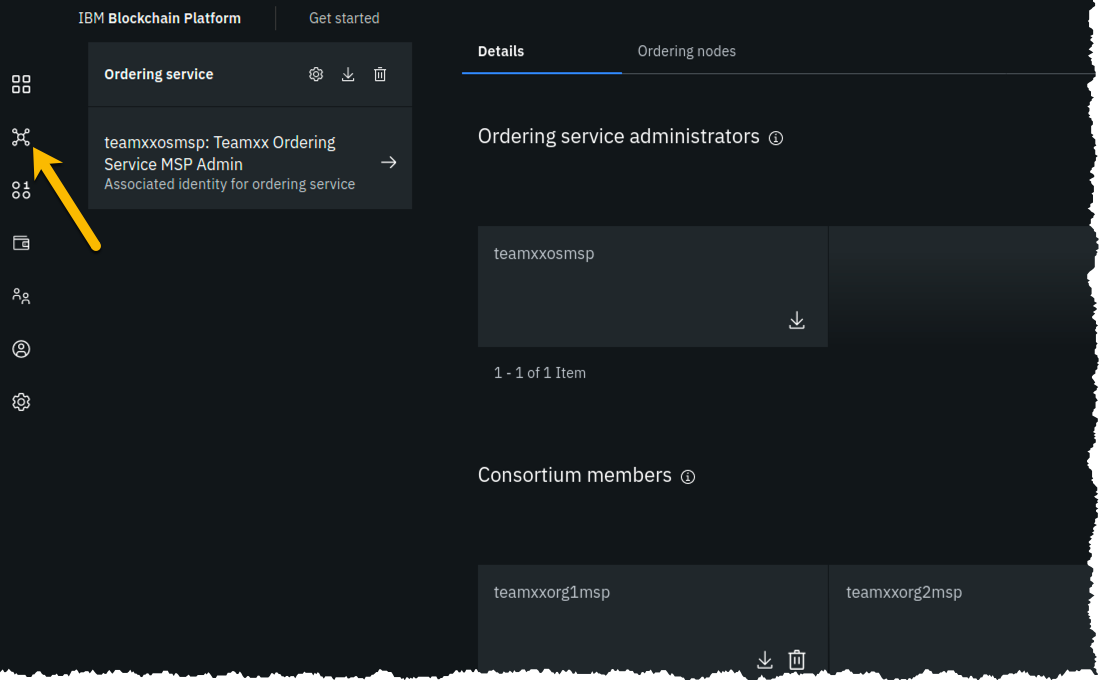 IBM Blockchain Platform
Get started
Ordering service
teamxxosmsp: Teamxx Ordering
Service MSP Admin
Associated identity for ordering service
Details
Ordering nodes
Ordering service administrators
teamxxosmsp
1 - 1 of 1 Item
Consortium members
teamxxorg1msp
teamxxorg2msp